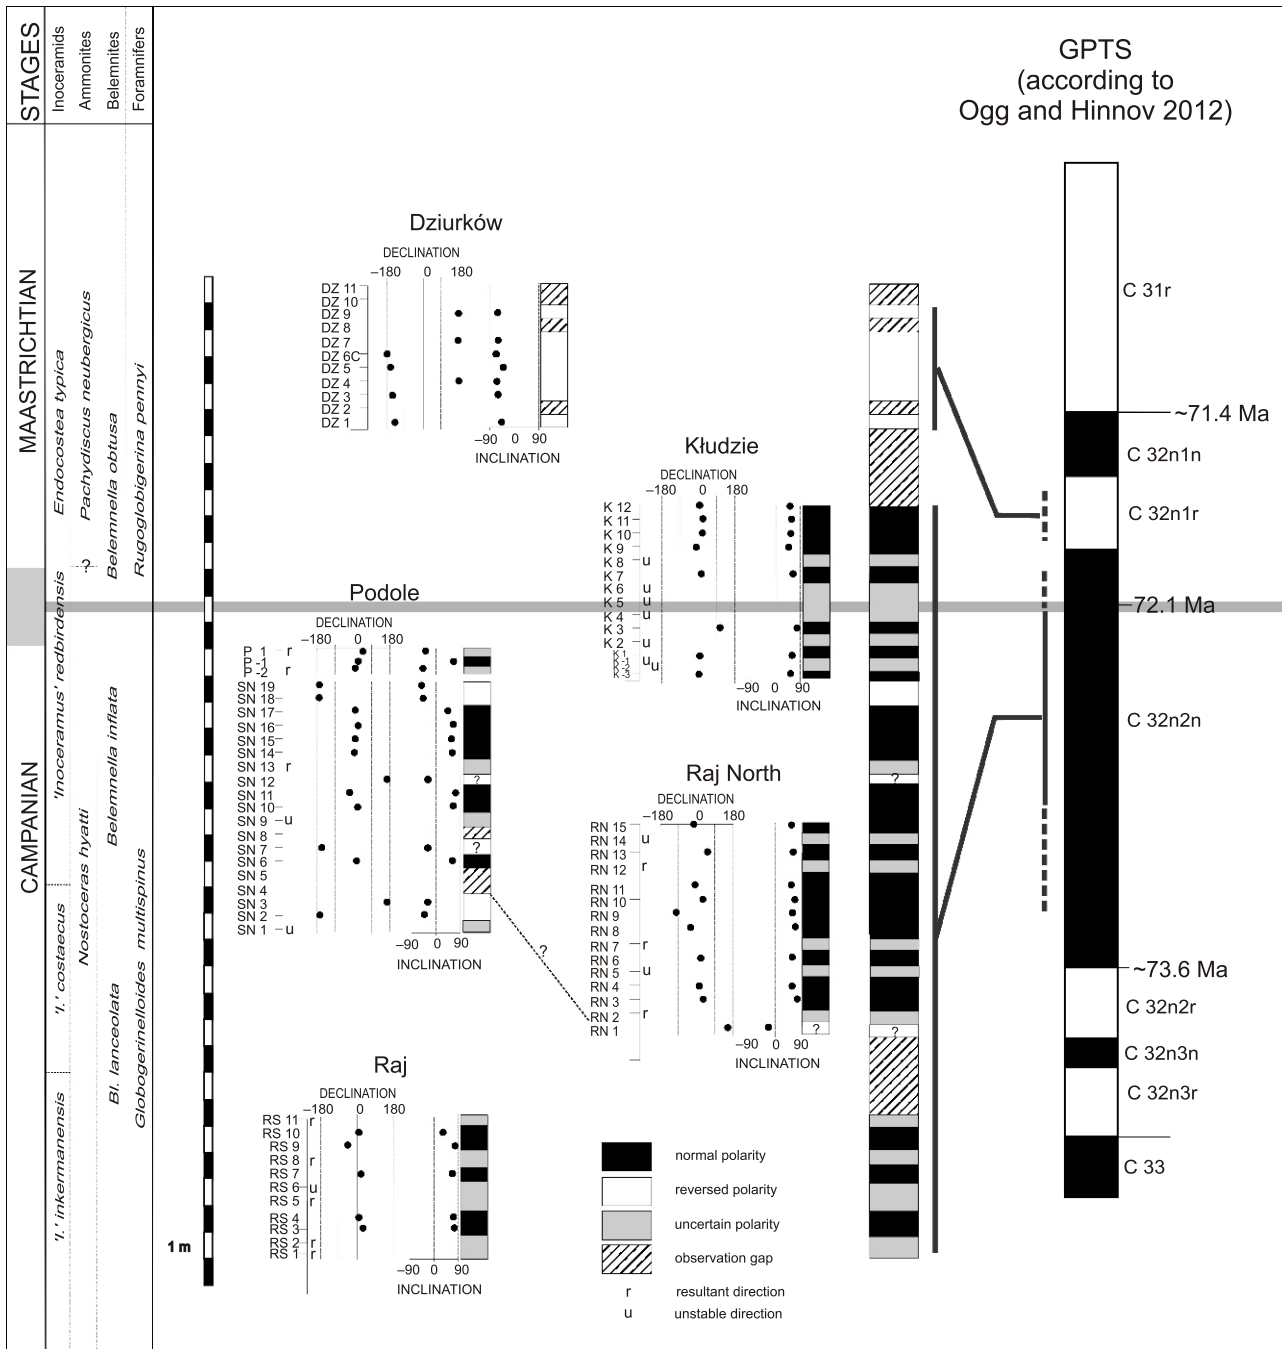 STAGES
Inoceramids
Ammonites
Belemnites
Foramnifers
MAASTRICHTIAN
CAMPANIAN
Endocostea typica
'Inoceramus' redbirdensis
'I.' costaecus
'I.' inkermanensis
Pachydiscus neubergicus
?
Nostoceras hyatti
Belemnella obtusa
Belemnella inflata
Bl. lanceolata
Rugoglobigerina pennyi
Globogerinelloides multispinus
1 m
Dziurków
DECLINATION
−180 0 180
DZ 11
DZ 10
DZ 9
DZ 8
DZ 7
DZ 6C
DZ 5
DZ 4
DZ 3
DZ 2
DZ 1
−90 0 90
INCLINATION
Podole
DECLINATION
−180 0 180
P 1 r
P -1
P -2 r
SN 19
SN 18
SN 17
SN 16
SN 15
SN 14
SN 13 r
SN 12 ?
SN 11
SN 10
SN 9 u
SN 8
SN 7 ?
SN 6
SN 5
SN 4
SN 3
SN 2
SN 1 u
−90 0 90
INCLINATION
?
Raj
DECLINATION
−180 0 180
RS 11 r
RS 10
RS 9
RS 8 r
RS 7
RS 6 u
RS 5 r
RS 4
RS 3
RS 2 r
RS 1 r
−90 0 90
INCLINATION
Kłudzie
DECLINATION
−180 0 180
K 12
K 11
K 10
K 9
K 8 u
K 7
K 6 u
K 5 u
K 4 u
K 3
K 2 u
K 1 u
K -1 u
K -2
K -3
−90 0 90
INCLINATION
Raj North
DECLINATION
−180 0 180
RN 15
RN 14 u
RN 13
RN 12 r
RN 11
RN 10
RN 9
RN 8
RN 7 r
RN 6
RN 5 u
RN 4
RN 3
RN 2 r
RN 1 ?
−90 0 90
INCLINATION
normal polarity
reversed polarity
uncertain polarity
observation gap
r resultant direction
u unstable direction
?
?
GPTS
(according to
Ogg and Hinnov 2012)
C 31r
~71.4 Ma
C 32n1n
C 32n1r
72.1 Ma
C 32n2n
~73.6 Ma
C 32n2r
C 32n3n
C 32n3r
C 33